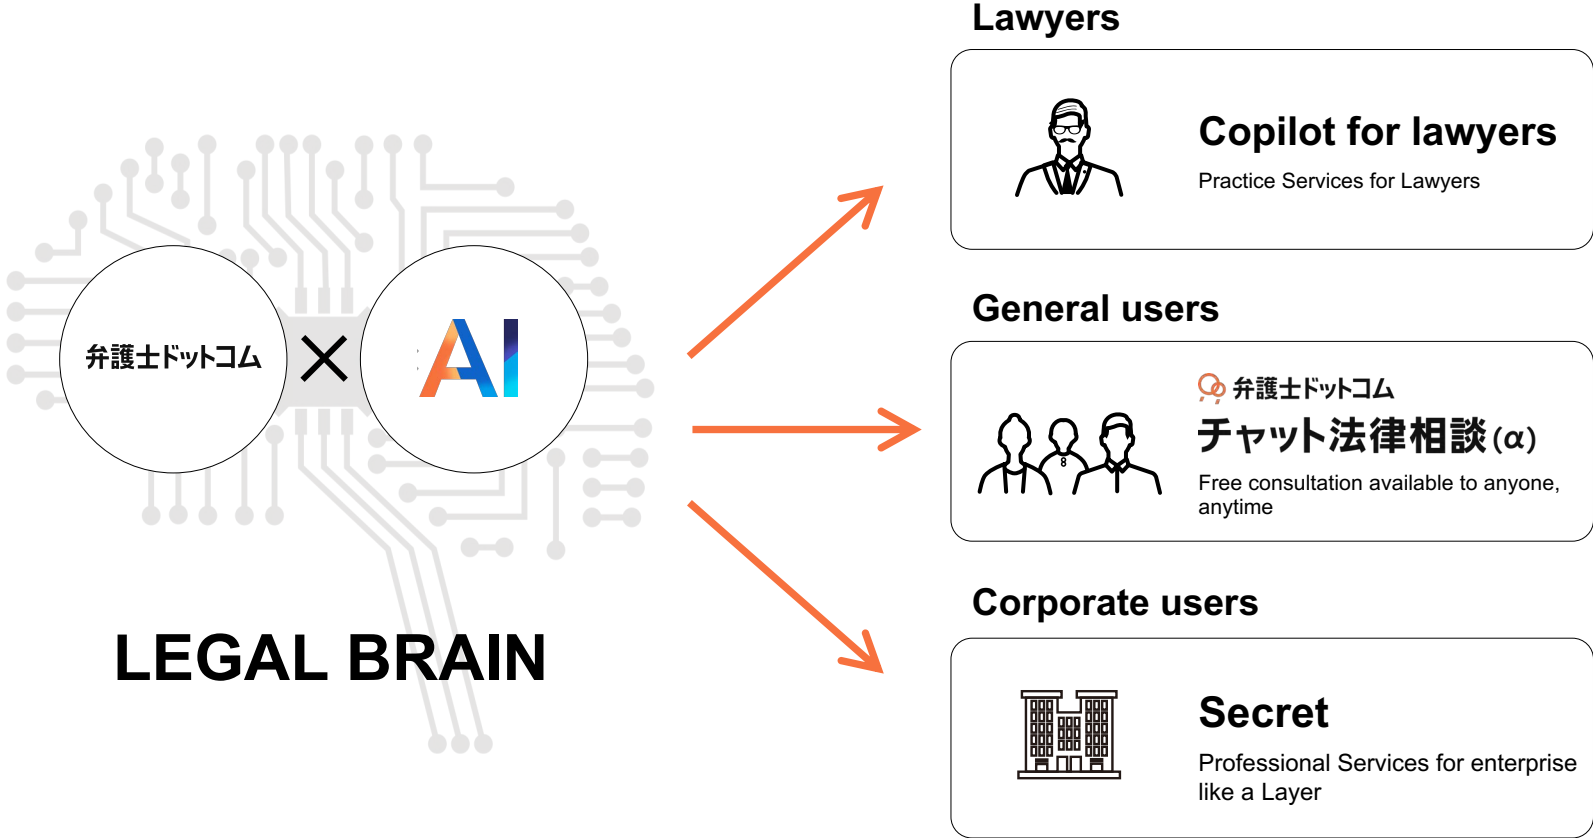 弁護士ドットコム
AI
LEGAL BRAIN
Lawyers
Copilot for lawyers
Practice Services for Lawyers
General users
弁護士ドットコム
チャット法律相談(α)
Free consultation available to anyone,
anytime
Corporate users
Secret
Professional Services for enterprise
like a Layer